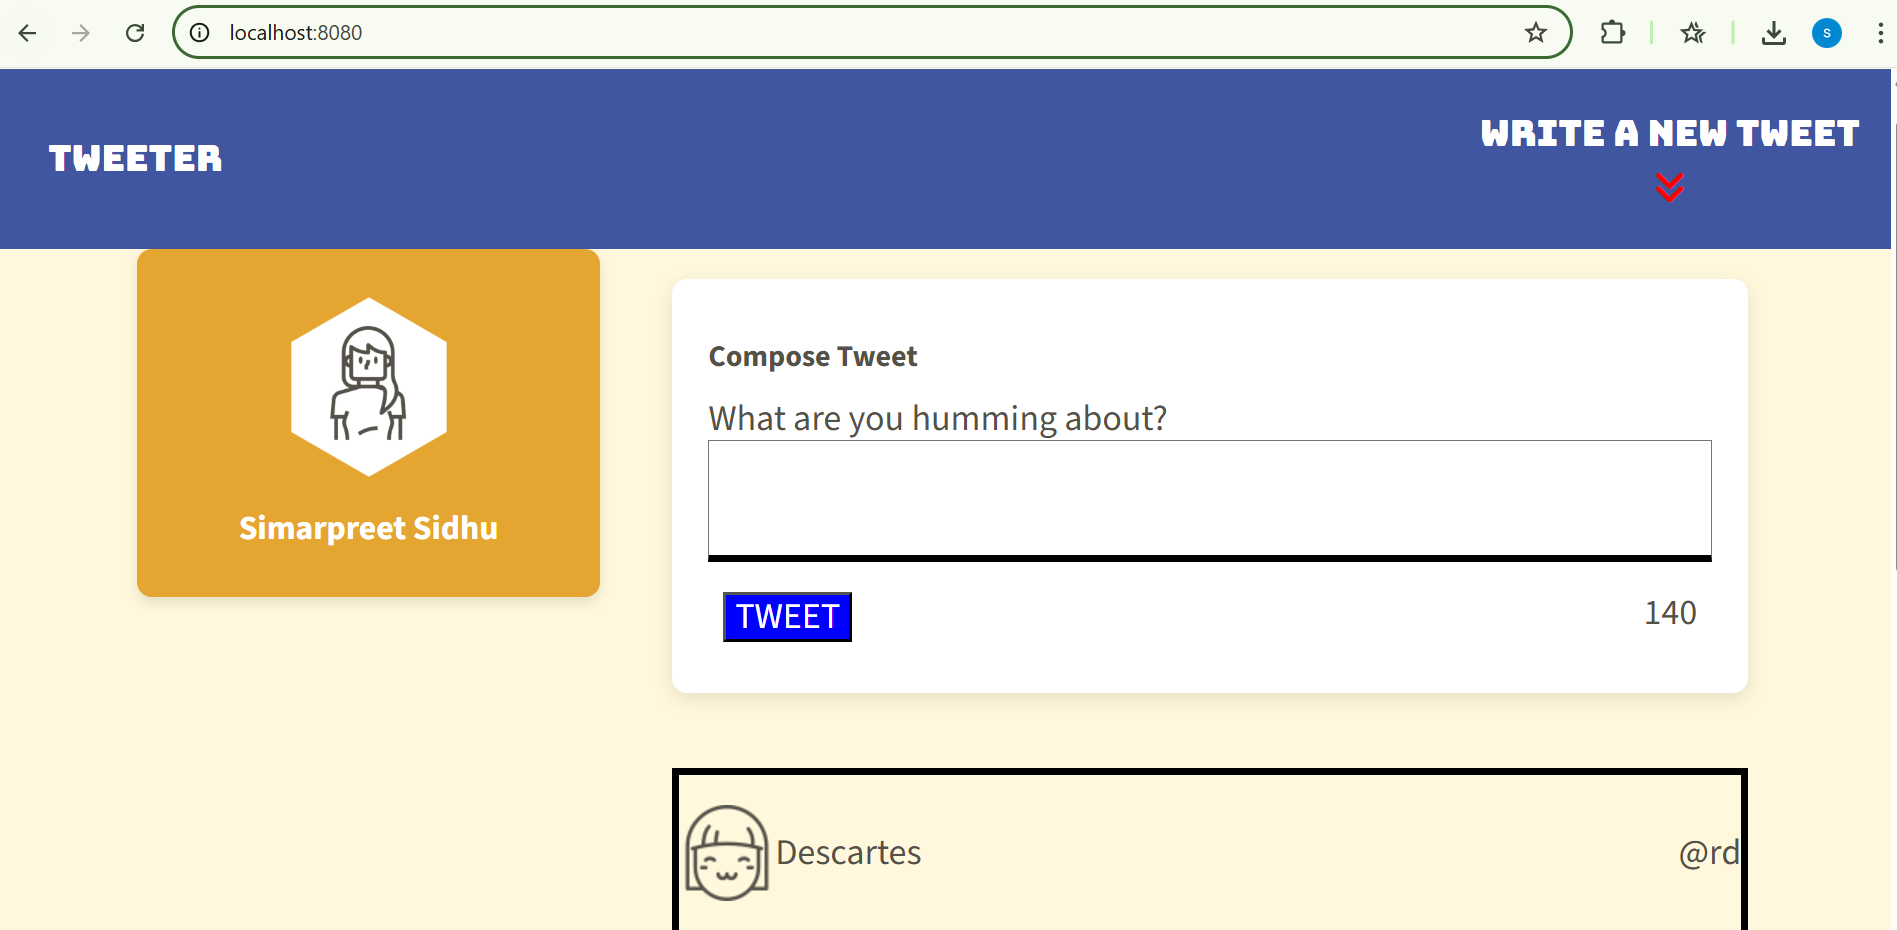 localhost:8080
S
TWEETER
WRITE A NEW TWEET
Simarpreet Sidhu
Compose Tweet
What are you humming about?
TWEET
140
Descartes
@rd